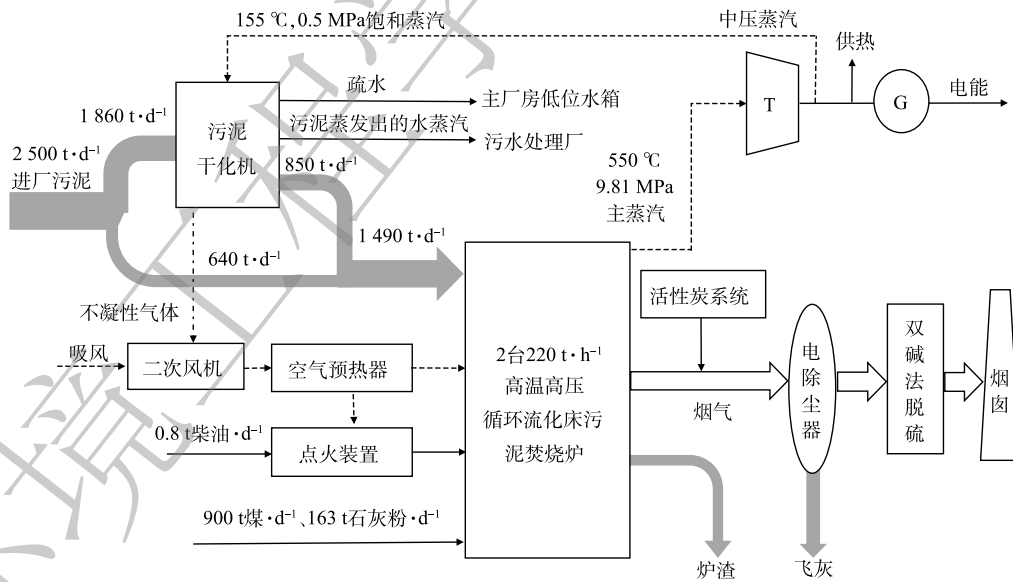 155 ℃,0.5 MPa饱和蒸汽
中压蒸汽
供热
T
G
电能
1 860 t·d⁻¹
污泥
干化机
疏水
主厂房低位水箱
污泥蒸发出的水蒸汽
污水处理厂
2 500 t·d⁻¹
进厂污泥
850 t·d⁻¹
550 ℃
9.81 MPa
主蒸汽
1 490 t·d⁻¹
640 t·d⁻¹
不凝性气体
吸风
二次风机
空气预热器
0.8 t柴油·d⁻¹
点火装置
900 t煤·d⁻¹、163 t石灰粉·d⁻¹
2台220 t·h⁻¹
高温高压
循环流化床污
泥焚烧炉
活性炭系统
烟气
电除尘器
双碱法脱硫
烟囱
炉渣
飞灰
环境工程学